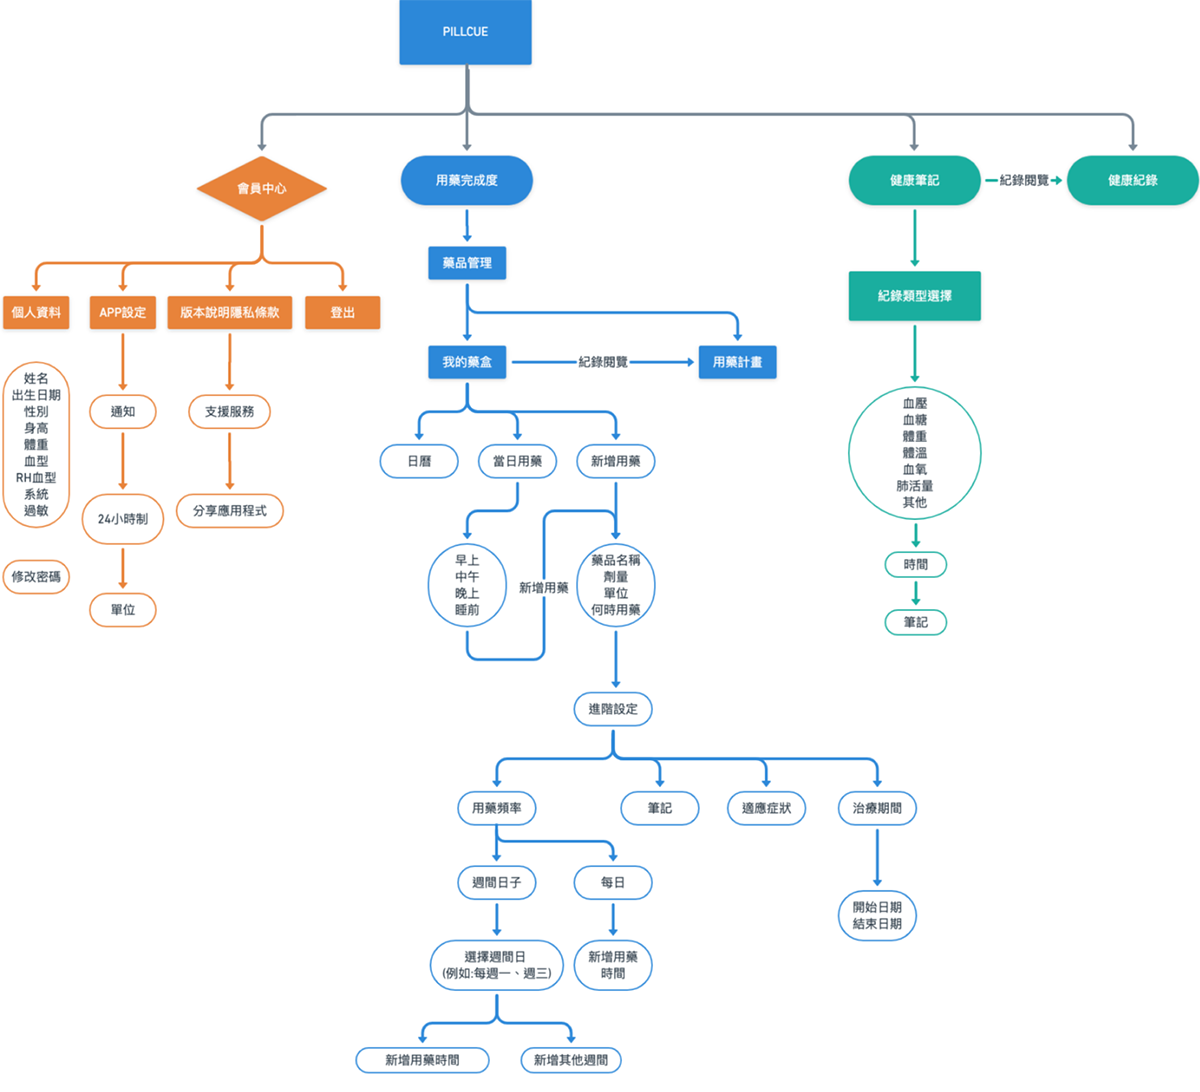 PILLCUE
會員中心
用藥完成度
健康筆記
紀錄閱覽
健康紀錄
藥品管理
個人資料
APP設定
版本說明隱私條款
登出
紀錄類型選擇
我的藥盒
紀錄閱覽
用藥計畫
姓名
出生日期
性別
身高
體重
血型
RH血型
系統
過敏
修改密碼
通知
24小時制
單位
支援服務
分享應用程式
日曆
當日用藥
新增用藥
早上
中午
晚上
睡前
新增用藥
藥品名稱
劑量
單位
何時用藥
血壓
血糖
體重
體溫
血氧
肺活量
其他
時間
筆記
進階設定
用藥頻率
筆記
適應症狀
治療期間
週間日子
每日
開始日期
結束日期
選擇週間日
(例如:每週一、週三)
新增用藥
時間
新增用藥時間
新增其他週間